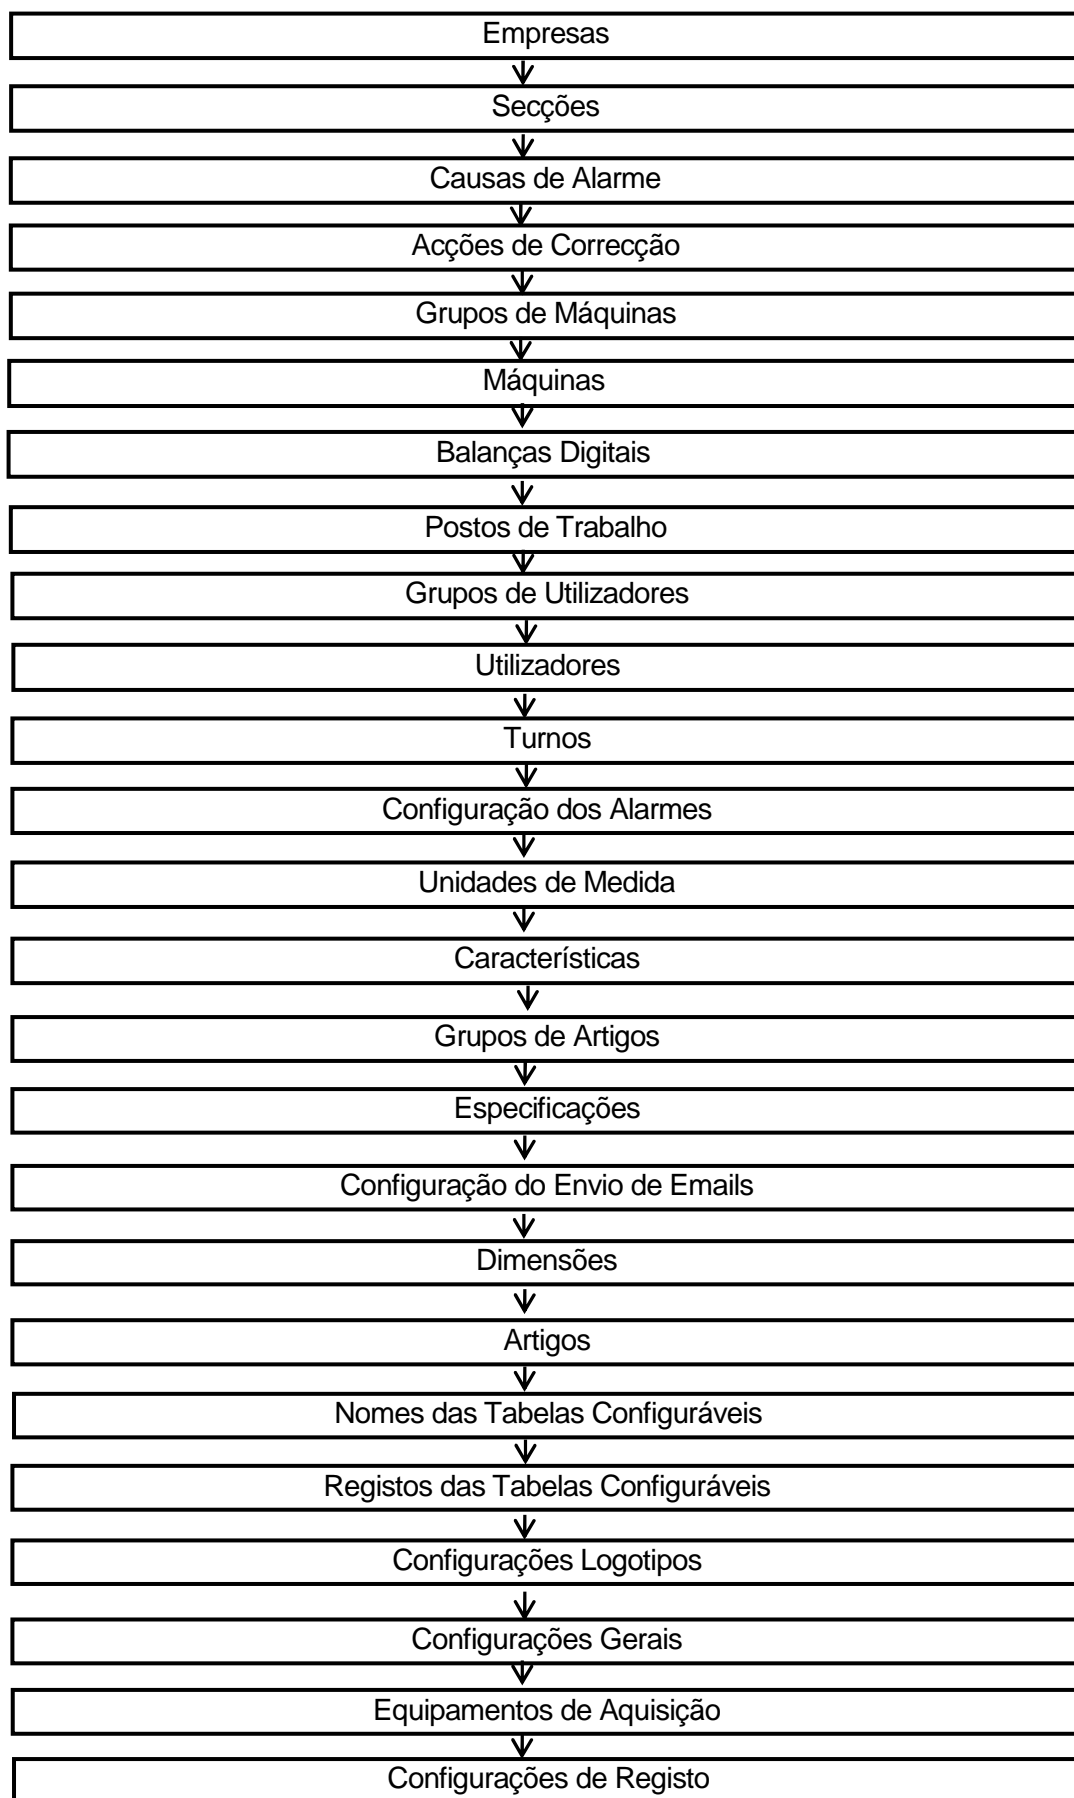 Empresas
Secções
Causas de Alarme
Acções de Correcção
Grupos de Máquinas
Máquinas
Balanças Digitais
Postos de Trabalho
Grupos de Utilizadores
Utilizadores
Turnos
Configuração dos Alarmes
Unidades de Medida
Característícas
Grupos de Artigos
Especificações
Configuração do Envio de Emails
Dimensões
Artigos
Nomes das Tabelas Configuráveis
Registos das Tabelas Configuráveis
Configurações Logotipos
Configurações Gerais
Equipamentos de Aquisição
Configurações de Registo